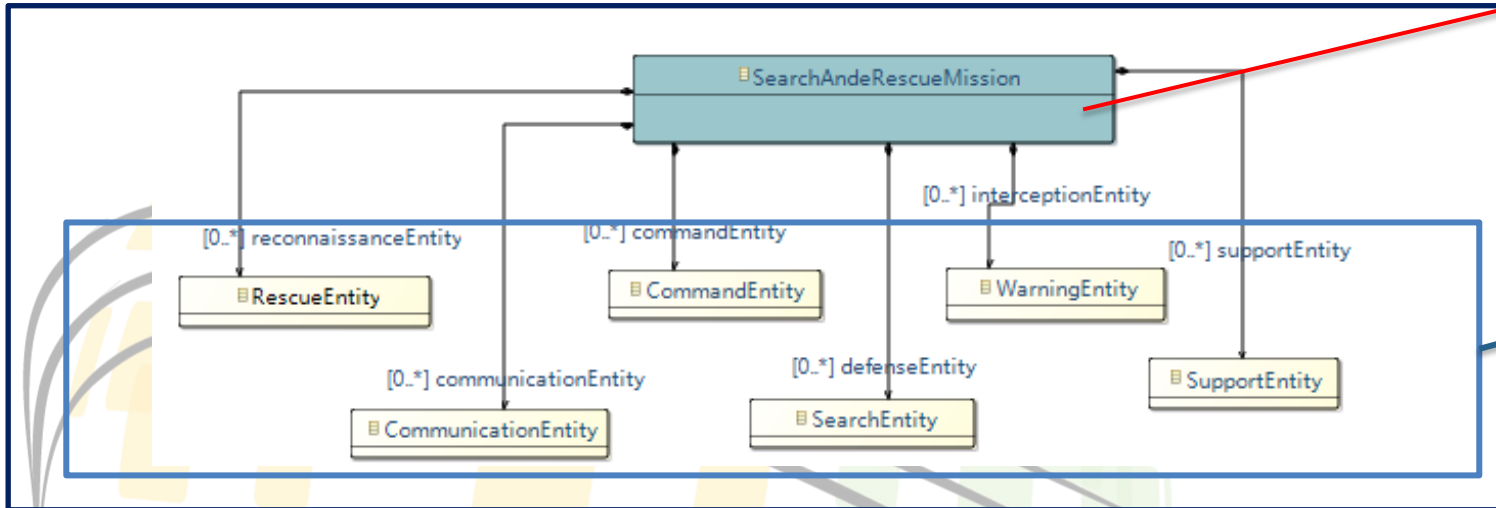 SearchAndeRescueMission
[0..*] interceptionEntity
[0..*] reconnaissanceEntity
[0..*] commandEntity
[0..*] supportEntity
RescueEntity
CommandEntity
WarningEntity
[0..*] communicationEntity
[0..*] defenseEntity
SupportEntity
CommunicationEntity
SearchEntity